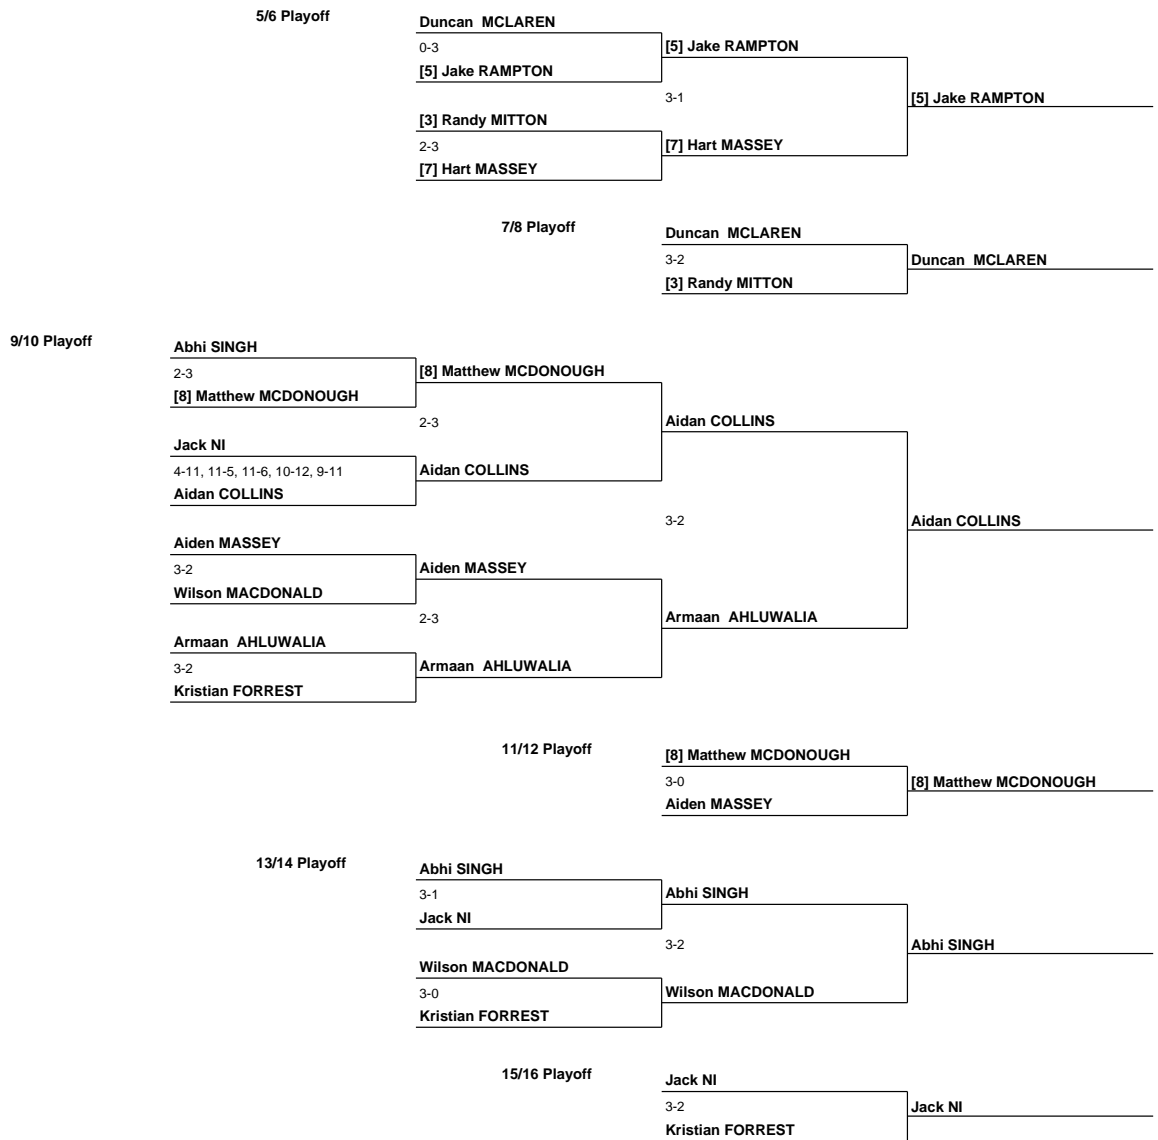 5/6 Playoff
Duncan  MCLAREN
0-3
[5] Jake RAMPTON
[5] Jake RAMPTON
3-1
[5] Jake RAMPTON
[3] Randy MITTON
2-3
[7] Hart MASSEY
[7] Hart MASSEY
7/8 Playoff
Duncan  MCLAREN
3-2
Duncan  MCLAREN
[3] Randy MITTON
9/10 Playoff
Abhi SINGH
2-3
[8] Matthew MCDONOUGH
[8] Matthew MCDONOUGH
2-3
Aidan COLLINS
Jack NI
4-11, 11-5, 11-6, 10-12, 9-11
Aidan COLLINS
Aidan COLLINS
3-2
Aidan COLLINS
Aiden MASSEY
3-2
Aiden MASSEY
Wilson MACDONALD
2-3
Armaan  AHLUWALIA
Armaan  AHLUWALIA
3-2
Armaan  AHLUWALIA
Kristian FORREST
11/12 Playoff
[8] Matthew MCDONOUGH
3-0
[8] Matthew MCDONOUGH
Aiden MASSEY
13/14 Playoff
Abhi SINGH
3-1
Abhi SINGH
Jack NI
3-2
Abhi SINGH
Wilson MACDONALD
3-0
Wilson MACDONALD
Kristian FORREST
15/16 Playoff
Jack NI
3-2
Jack NI
Kristian FORREST